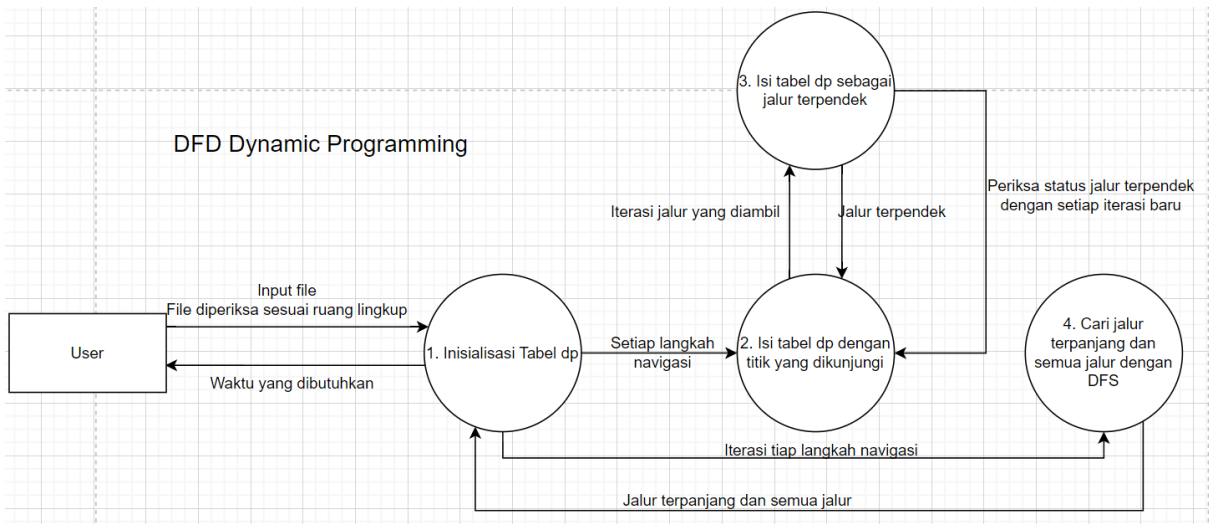 3. Isi tabel dp sebagai
jalur terpendek
DFD Dynamic Programming
Periksa status jalur terpendek
dengan setiap iterasi baru
Iterasi jalur yang diambil
Jalur terpendek
Input file
File diperiksa sesuai ruang lingkup
User
1. Inisialisasi Tabel dp
Setiap langkah
navigasi
2. Isi tabel dp dengan
titik yang dikunjungi
4. Cari jalur
terpanjang dan
semua jalur dengan
DFS
Waktu yang dibutuhkan
Iterasi tiap langkah navigasi
Jalur terpanjang dan semua jalur